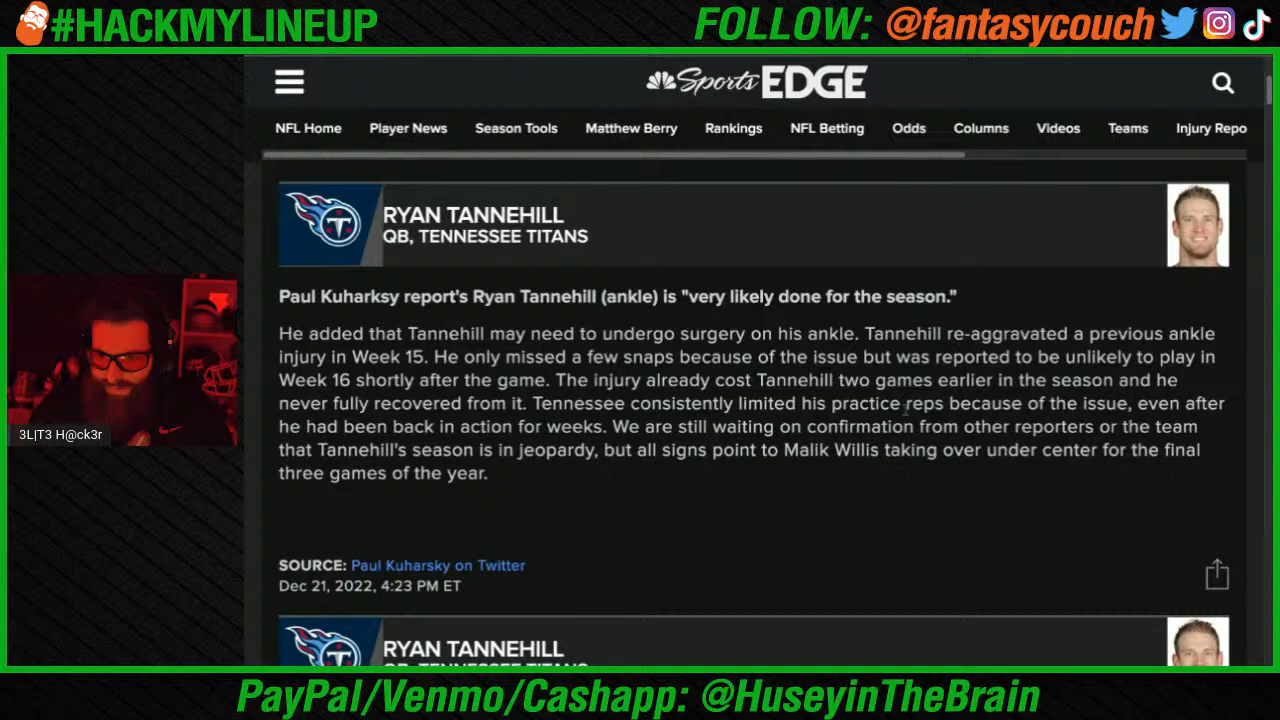 #HACKMYLINEUP
FOLLOW: @fantasycouch
Sports EDGE
NFL Home Player News Season Tools Matthew Berry Rankings NFL Betting Odds Columns Videos Teams Injury Repo
T
RYAN TANNEHILL
QB, TENNESSEE TITANS
Paul Kuharksy report's Ryan Tannehill (ankle) is "very likely done for the season."
He added that Tannehill may need to undergo surgery on his ankle. Tannehill re-aggravated a previous ankle
injury in Week 15. He only missed a few snaps because of the issue but was reported to be unlikely to play in
Week 16 shortly after the game. The injury already cost Tannehill two games earlier in the season and he
never fully recovered from it. Tennessee consistently limited his practice reps because of the issue, even after
he had been back in action for weeks. We are still waiting on confirmation from other reporters or the team
that Tannehill's season is in jeopardy, but all signs point to Malik Willis taking over under center for the final
three games of the year.
3L|T3 H@ck3r
SOURCE: Paul Kuharsky on Twitter
Dec 21, 2022, 4:23 PM ET
RYAN TANNEHILL
QB, TENNESSEE TITANS
PayPal/Venmo/Cashapp: @HuseyinTheBrain